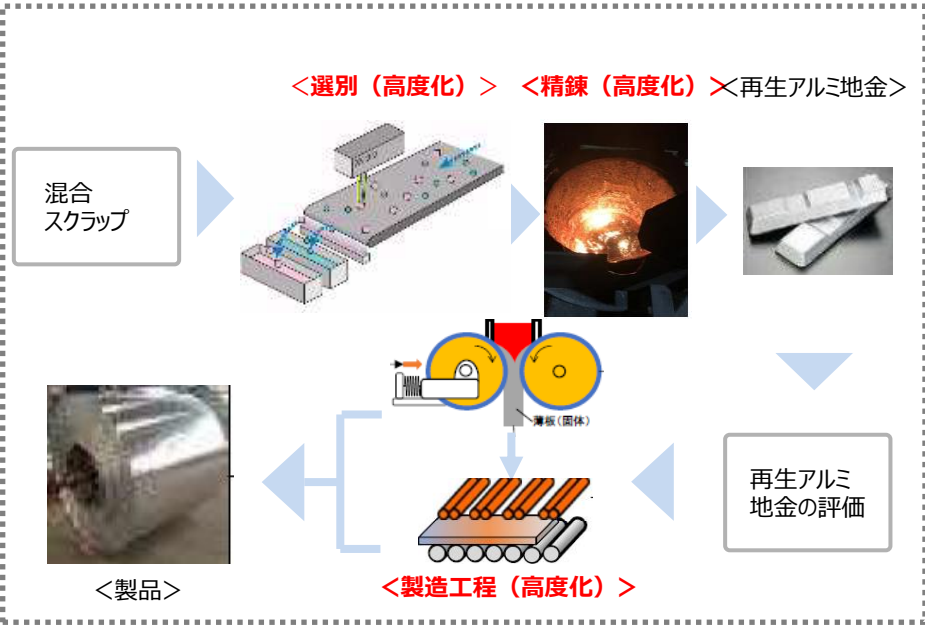 ＜選別（高度化）＞
＜精錬（高度化）＞
＜再生アルミ地金＞
混合
スクラップ
薄板（固体）
再生アルミ
地金の評価
＜製造工程（高度化）＞
＜製品＞